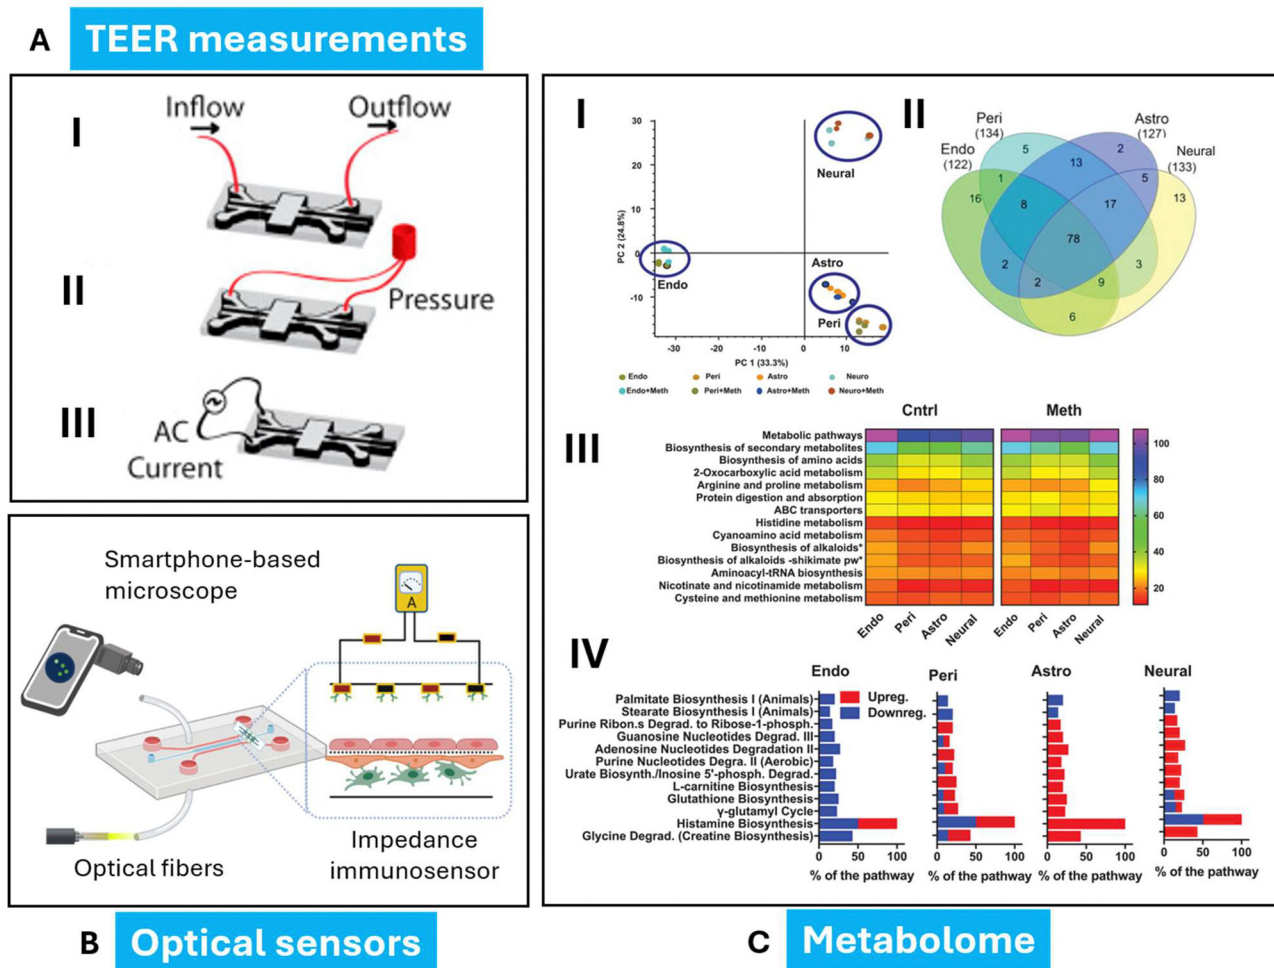 A TEER measurements
I
Inflow
Outflow
II
Pressure
III
AC
Current
Smartphone-based
microscope
A
Optical fibers
Impedance
immunosensor
B Optical sensors
I
30
20
10
0
-10
PC 2 (24.8%)
Neural
Endo
Astro
Peri
-30 -20 -10 0 10
PC 1 (33.3%)
Endo Peri Astro Neuro
Endo+Meth Peri+Meth Astro+Meth Neuro+Meth
II
Peri
(134)
Astro
(127)
Endo
(122)
Neural
(133)
5 2
1 13 5
16 8 17 13
78
2 3
2 9
6
III
Cntrl Meth
Metabolic pathways
Biosynthesis of secondary metabolites
Biosynthesis of amino acids
2-Oxocarboxylic acid metabolism
Arginine and proline metabolism
Protein digestion and absorption
ABC transporters
Histidine metabolism
Cyanoamino acid metabolism
Biosynthesis of alkaloids*
Biosynthesis of alkaloids -shikimate pw*
Aminoacyl-tRNA biosynthesis
Nicotinate and nicotinamide metabolism
Cysteine and methionine metabolism
Endo Peri Astro Neural Endo Peri Astro Neural
100
80
60
40
20
IV
Endo Peri Astro Neural
Upreg.
Downreg.
Palmitate Biosynthesis I (Animals)
Stearate Biosynthesis I (Animals)
Purine Ribon.s Degrad. to Ribose-1-phosph.
Guanosine Nucleotides Degrad. III
Adenosine Nucleotides Degradation II
Purine Nucleotides Degra. II (Aerobic)
Urate Biosynth./Inosine 5'-phosph. Degrad.
L-carnitine Biosynthesis
Glutathione Biosynthesis
γ-glutamyl Cycle
Histamine Biosynthesis
Glycine Degrad. (Creatine Biosynthesis)
0 50 100 0 50 100 0 50 100 0 50 100
% of the pathway % of the pathway % of the pathway % of the pathway
C Metabolome